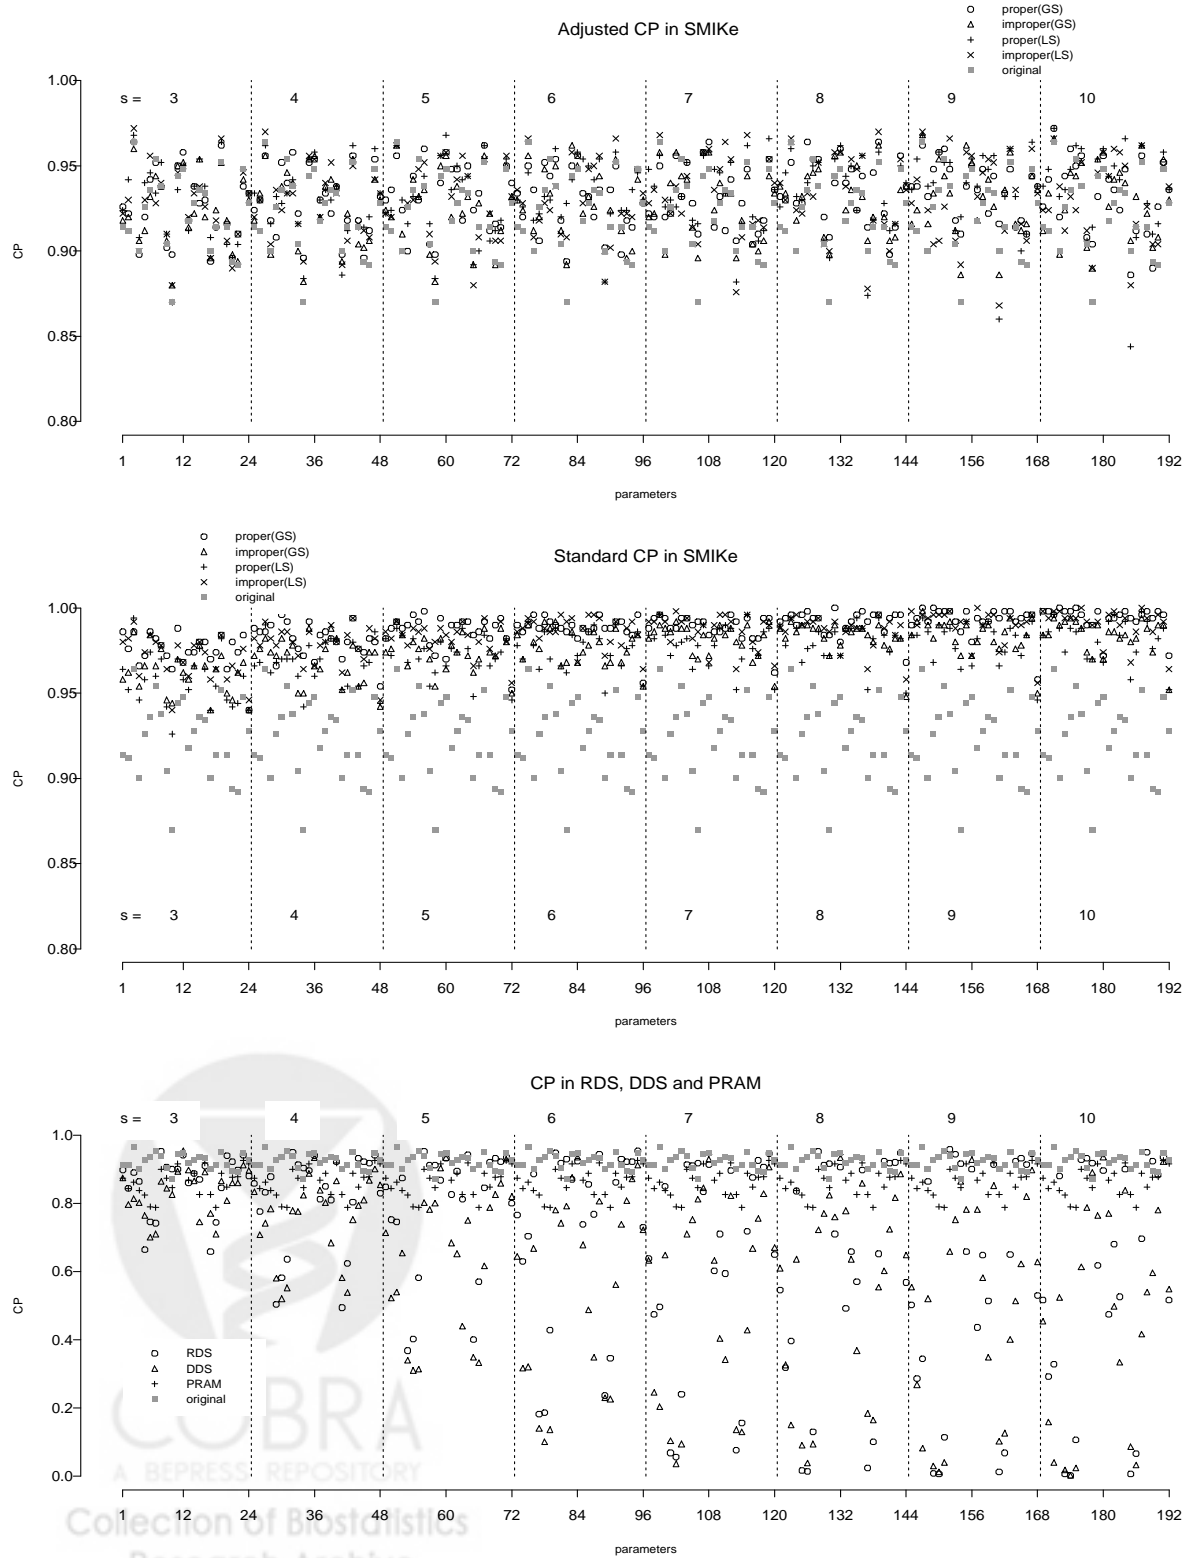 Adjusted CP in SMIKe
proper(GS)
improper(GS)
proper(LS)
improper(LS)
original
s = 3 4 5 6 7 8 9 10
1.00
0.95
0.90
0.85
0.80
CP
1 12 24 36 48 60 72 84 96 108 120 132 144 156 168 180 192
parameters
proper(GS)
improper(GS)
proper(LS)
improper(LS)
original
Standard CP in SMIKe
1.00
0.95
0.90
0.85
0.80
CP
s = 3 4 5 6 7 8 9 10
1 12 24 36 48 60 72 84 96 108 120 132 144 156 168 180 192
parameters
CP in RDS, DDS and PRAM
s = 3 4 5 6 7 8 9 10
1.0
0.8
0.6
0.4
0.2
0.0
CP
RDS
DDS
PRAM
original
COBRA
A BEPRESS REPOSITORY
1 12 24 36 48 60 72 84 96 108 120 132 144 156 168 180 192
Collection of Biostatistics
Research Archive
parameters